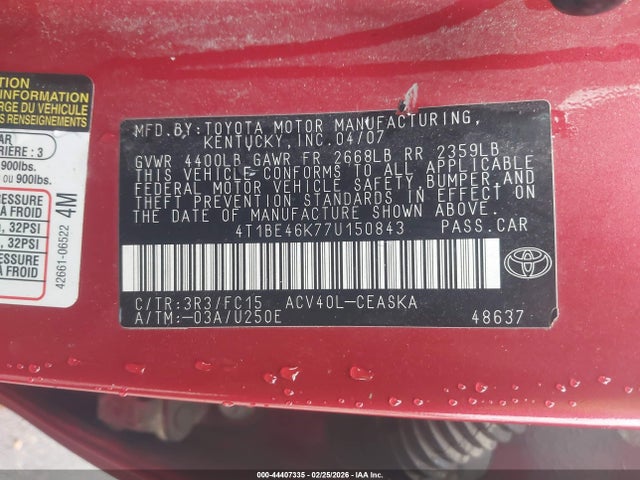 TION
INFORMATION
RGE DU VEHICULE
RENSEIGNEMENTS
AR
RIÈRE : 3
900lbs.
ou 900lbs.
S PRESSURE
À FROID
, 32PSI
, 32PSI
À FROID
4M
42661-06522
MFD.BY:TOYOTA MOTOR MANUFACTURING,
KENTUCKY,INC.04/07
GVWR 4400LB GAWR FR 2668LB RR 2359LB
THIS VEHICLE CONFORMS TO ALL APPLICABLE
FEDERAL MOTOR VEHICLE SAFETY,BUMPER,AND
THEFT PREVENTION STANDARDS IN EFFECT ON
THE DATE OF MANUFACTURE SHOWN ABOVE.
4T1BE46K77U150843 PASS.CAR
C/TR:3R3/FC15 ACV40L-CEASKA
A/TM:-03A/U250E 48637
TOYOTA
000-44407335 - 02/25/2026 - IAA Inc.